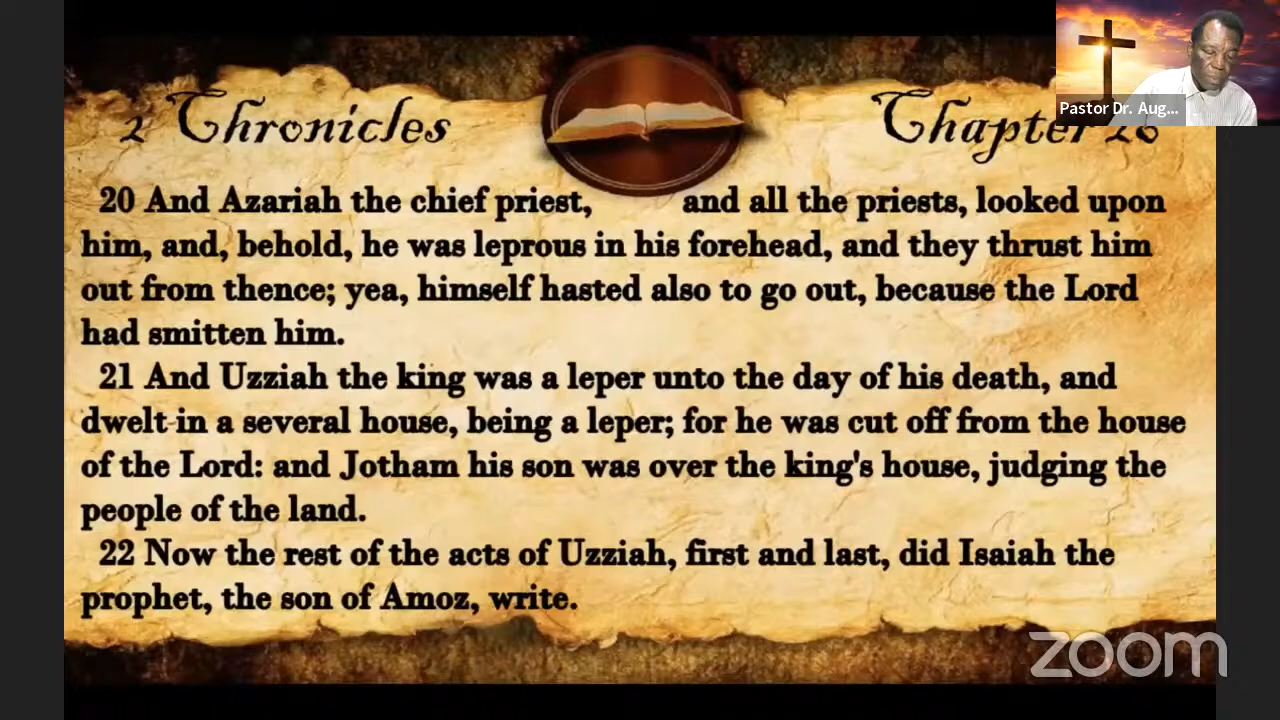 2 Chronicles
Chapter
Pastor Dr. Aug...
20 And Azariah the chief priest, and all the priests, looked upon
him, and, behold, he was leprous in his forehead, and they thrust him
out from thence; yea, himself hasted also to go out, because the Lord
had smitten him.
21 And Uzziah the king was a leper unto the day of his death, and
dwelt in a several house, being a leper; for he was cut off from the house
of the Lord: and Jotham his son was over the king's house, judging the
people of the land.
22 Now the rest of the acts of Uzziah, first and last, did Isaiah the
prophet, the son of Amoz, write.
zoom